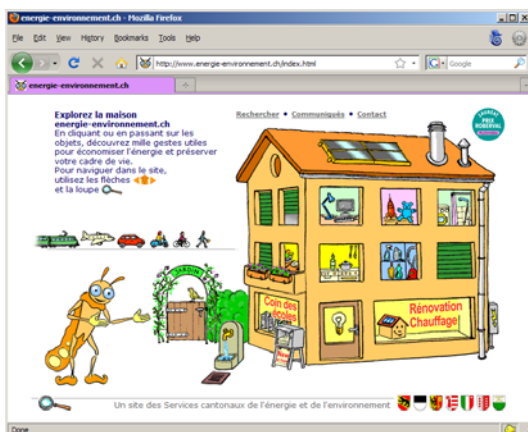 energie-environnement.ch - Mozilla Firefox
File Edit View History Bookmarks Tools Help
http://www.energie-environnement.ch/index.html
Google
energie-environnement.ch
Explorez la maison
energie-environnement.ch
En cliquant ou en passant sur les
objets, découvrez mille gestes utiles
pour économiser l'énergie et préserver
votre cadre de vie.
Pour naviguer dans le site,
utilisez les flèches
et la loupe
Rechercher • Communiqués • Contact
LAURÉAT
PRIX
ROBERVAL
JARDIN
Coin des
écoles
Rénovation
Chauffage
Un site des Services cantonaux de l'énergie et de l'environnement
Done